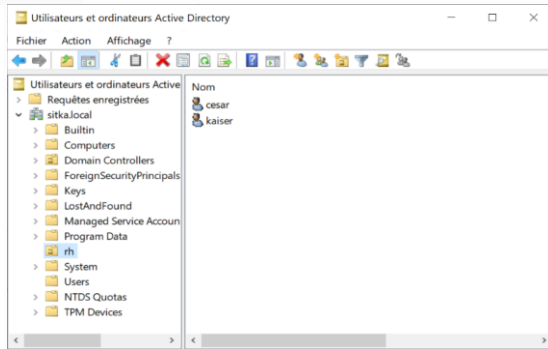 Utilisateurs et ordinateurs Active Directory
Fichier Action Affichage ?
Utilisateurs et ordinateurs Active
Requêtes enregistrées
sitka.local
Builtin
Computers
Domain Controllers
ForeignSecurityPrincipals
Keys
LostAndFound
Managed Service Accoun
Program Data
rh
System
Users
NTDS Quotas
TPM Devices
Nom
cesar
kaiser